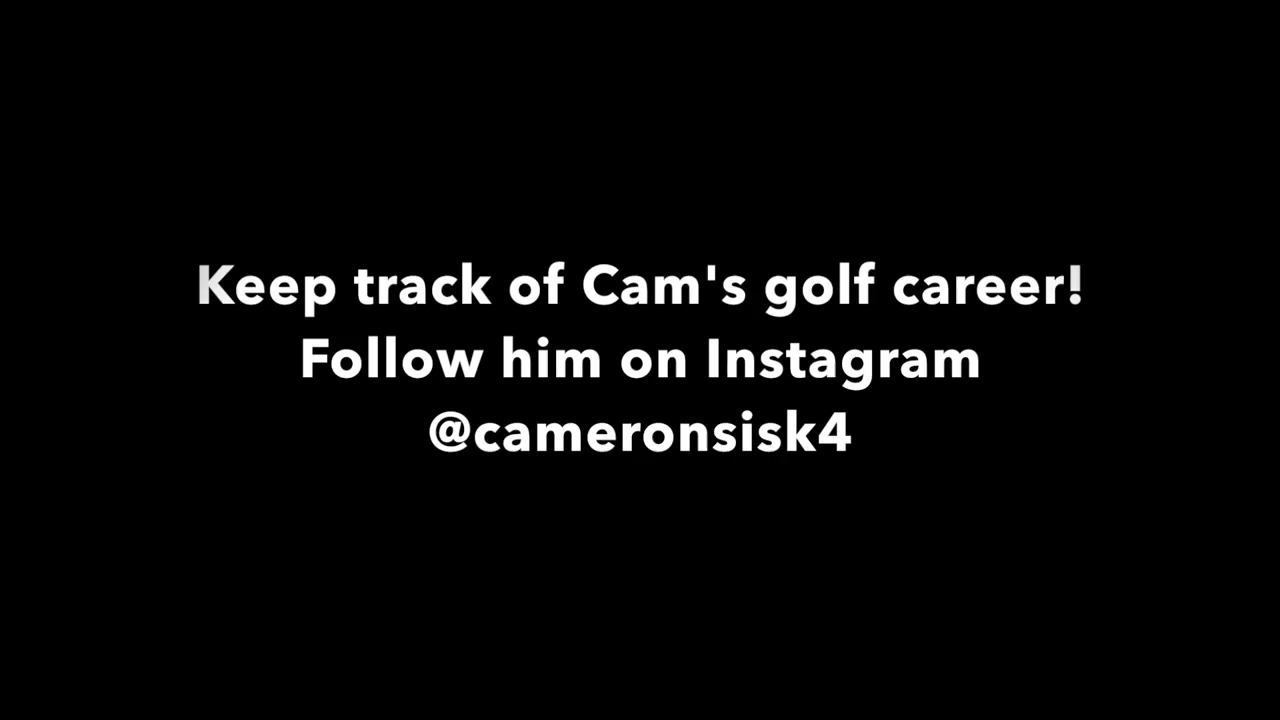 Keep track of Cam's golf career!
Follow him on Instagram
@cameronsisk4